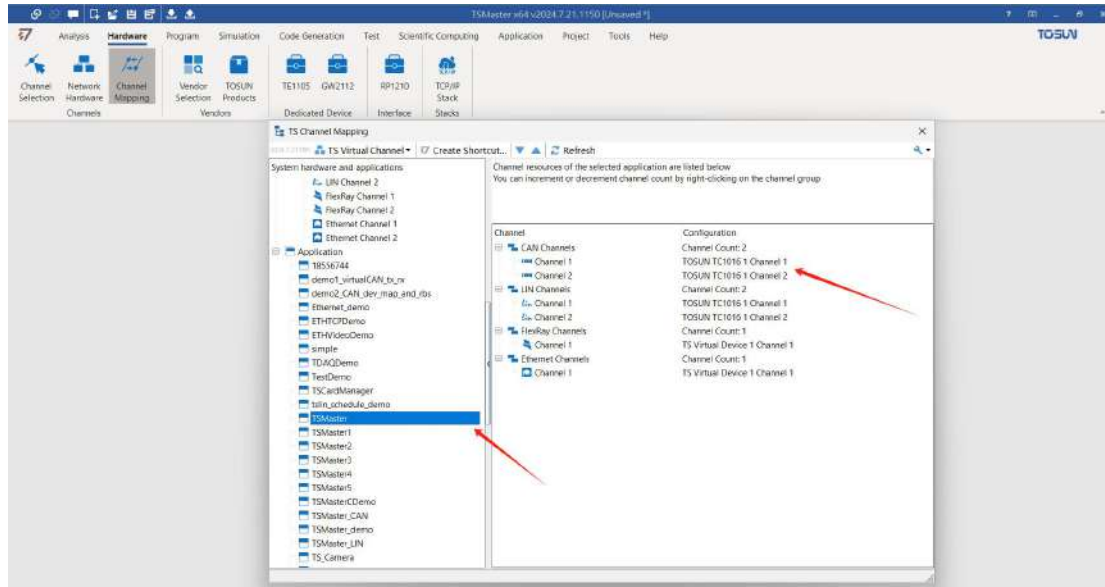 TSMaster x64 v2024.7.21.1150 [Unsaved *]
Analysis Hardware Program Simulation Code Generation Test Scientific Computing Application Project Tools Help
TOSUN
Channel Selection
Network Hardware
Channel Mapping
Vendor Selection
TOSUN Products
TE1105 GW2112
RP1210
TCP/IP Stack
Channels Vendors Dedicated Device Interface Stacks
TS Channel Mapping
TS Virtual Channel Create Shortcut... Refresh
System hardware and applications
LIN Channel 2
FlexRay Channel 1
FlexRay Channel 2
Ethernet Channel 1
Ethernet Channel 2
Application
18556744
demo1_virtualCAN_tx_rx
demo2_CAN_dev_map_and_rbs
Ethernet_demo
ETHTCPDemo
ETHVideoDemo
simple
TDAQDemo
TestDemo
TSCardManager
tslin_schedule_demo
TSMaster
TSMaster1
TSMaster2
TSMaster3
TSMaster4
TSMaster5
TSMasterCDemo
TSMaster_CAN
TSMaster_demo
TSMaster_LIN
TS_Camera
Channel resources of the selected application are listed below
You can increment or decrement channel count by right-clicking on the channel group
Channel Configuration
CAN Channels Channel Count: 2
Channel 1 TOSUN TC1016 1 Channel 1
Channel 2 TOSUN TC1016 1 Channel 2
LIN Channels Channel Count: 2
Channel 1 TOSUN TC1016 1 Channel 1
Channel 2 TOSUN TC1016 1 Channel 2
FlexRay Channels Channel Count: 1
Channel 1 TS Virtual Device 1 Channel 1
Ethernet Channels Channel Count: 1
Channel 1 TS Virtual Device 1 Channel 1